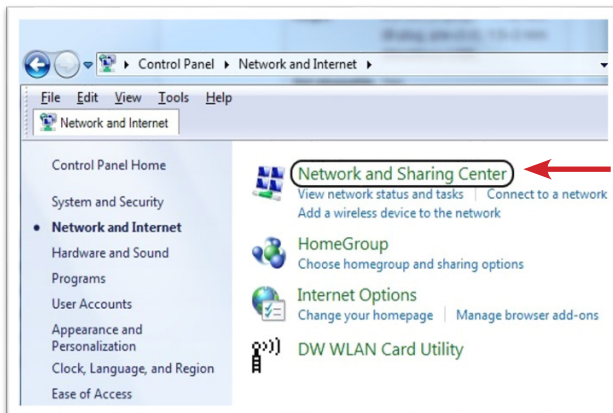 Control Panel Network and Internet
File Edit View Tools Help
Network and Internet
Control Panel Home
System and Security
Network and Internet
Hardware and Sound
Programs
User Accounts
Appearance and
Personalization
Clock, Language, and Region
Ease of Access
Network and Sharing Center
View network status and tasks Connect to a network
Add a wireless device to the network
HomeGroup
Choose homegroup and sharing options
Internet Options
Change your homepage Manage browser add-ons
DW WLAN Card Utility